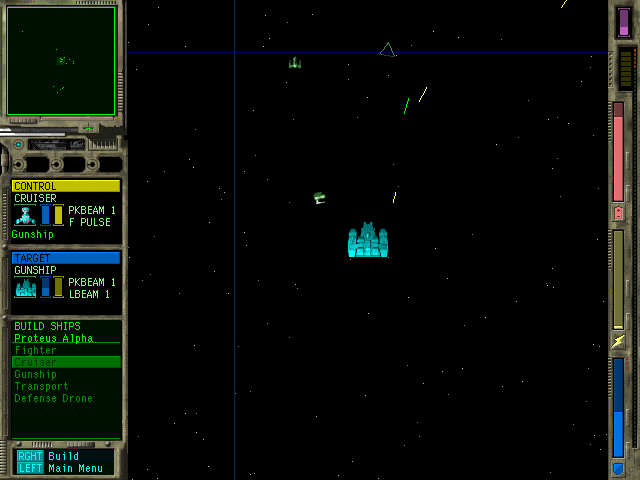 CONTROL
CRUISER
PKBEAM 1
F PULSE
Gunship
TARGET
GUNSHIP
PKBEAM 1
LBEAM 1
BUILD SHIPS
Proteus Alpha
Fighter
Cruiser
Gunship
Transport
Defense Drone
RGHT Build
LEFT Main Menu